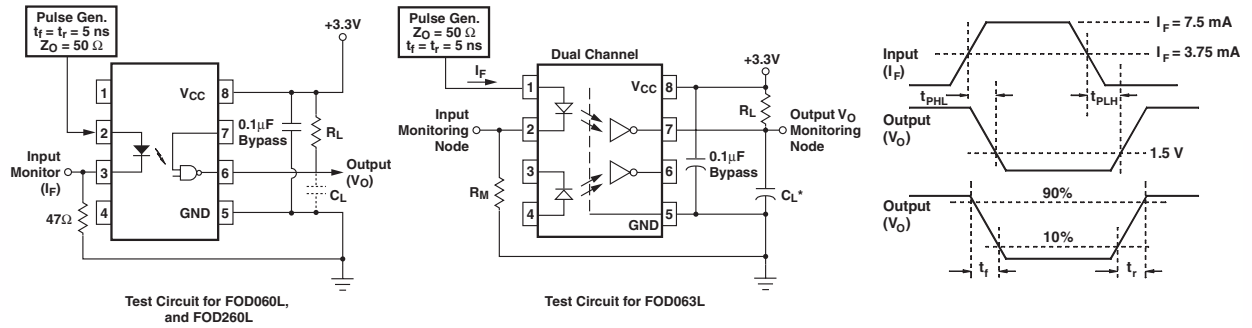 Pulse Gen.
tf = tr = 5 ns
ZO = 50 Ω
+3.3V
1
VCC
8
2
7
0.1µF
Bypass
RL
Input
Monitor
(IF)
3
6
Output
(VO)
CL
4
GND
5
47Ω
Test Circuit for FOD060L,
and FOD260L
Pulse Gen.
ZO = 50 Ω
tf = tr = 5 ns
Dual Channel
IF
+3.3V
1
VCC
8
RL
Input
Monitoring
Node
2
7
Output VO
Monitoring
Node
3
6
0.1µF
Bypass
RM
4
5
GND
CL*
Test Circuit for FOD063L
IF = 7.5 mA
Input
(IF)
IF = 3.75 mA
tPHL
tPLH
Output
(VO)
1.5 V
90%
Output
(VO)
10%
tf
tr